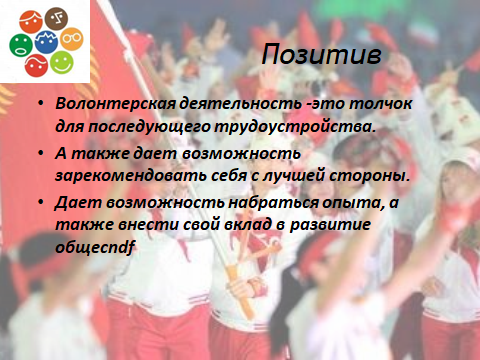 Позитив
• Волонтерская деятельность -это толчок
для последующего трудоустройства.
• А также дает возможность
зарекомендовать себя с лучшей стороны.
• Дает возможность набраться опыта, а
также внести свой вклад в развитие
общесndf